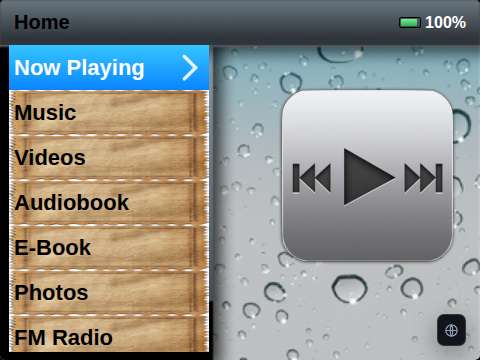 Home
100%
Now Playing
Music
Videos
Audiobook
E-Book
Photos
FM Radio